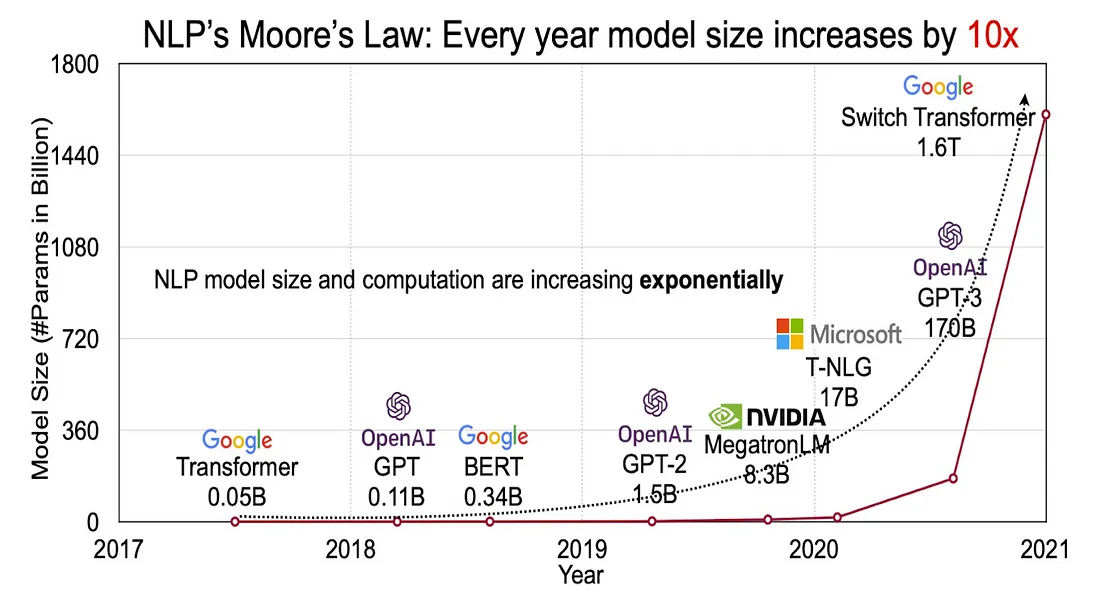 NLP's Moore's Law: Every year model size increases by 10x
Model Size (#Params in Billion)
1800
1440
1080
720
360
0
NLP model size and computation are increasing exponentially
Google
Transformer
0.05B
OpenAI
GPT
0.11B
Google
BERT
0.34B
OpenAI
GPT-2
1.5B
NVIDIA
MegatronLM
8.3B
Microsoft
T-NLG
17B
OpenAI
GPT-3
170B
Google
Switch Transformer
1.6T
2017
2018
2019
2020
2021
Year